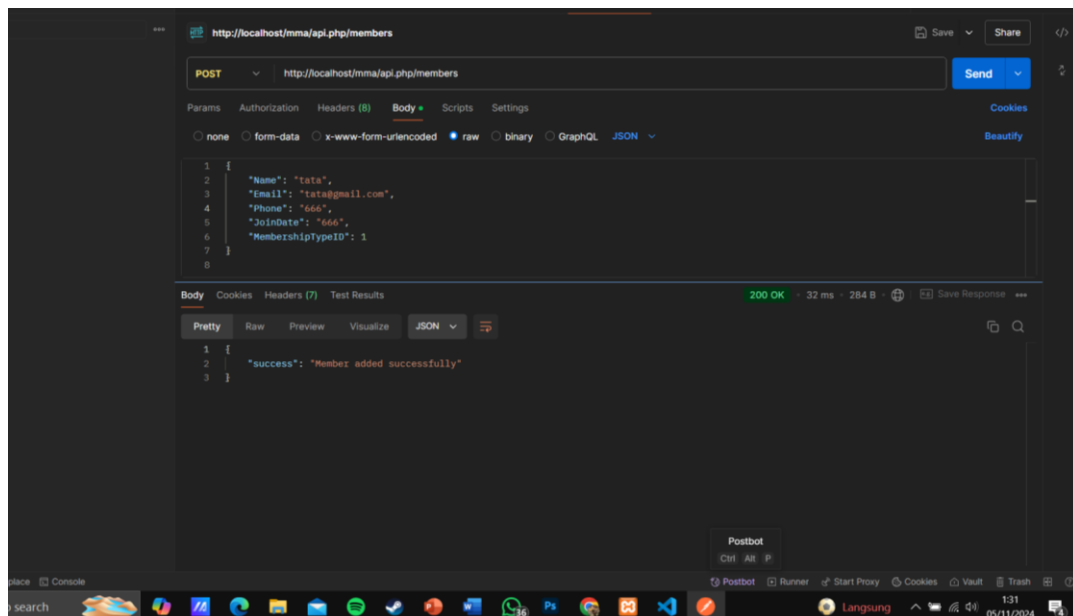 http://localhost/mma/api.php/members
Save
Share
POST
http://localhost/mma/api.php/members
Send
Params Authorization Headers (8) Body Scripts Settings
Cookies
none form-data x-www-form-urlencoded raw binary GraphQL JSON
Beautify
1 {
2 "Name": "tata",
3 "Email": "tata@gmail.com",
4 "Phone": "666",
5 "JoinDate": "666",
6 "MembershipTypeID": 1
7 }
8
Body Cookies Headers (7) Test Results
200 OK · 32 ms · 284 B
Save Response
Pretty Raw Preview Visualize JSON
1 {
2 "success": "Member added successfully"
3 }
Postbot
Ctrl Alt P
place Console
Postbot Runner Start Proxy Cookies Vault Trash
search
36
Ps
Langsung
1:31
05/11/2024
4